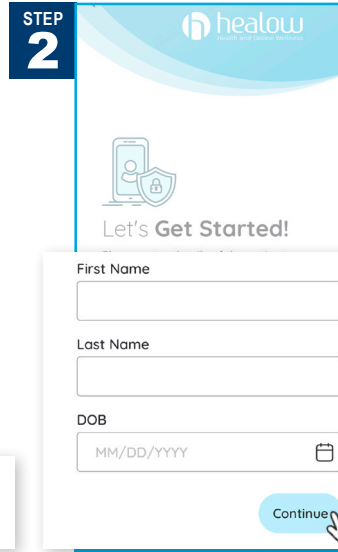 STEP
2
healow
Health and Online Wellness
Let's Get Started!
First Name
Last Name
DOB
MM/DD/YYYY
Continue